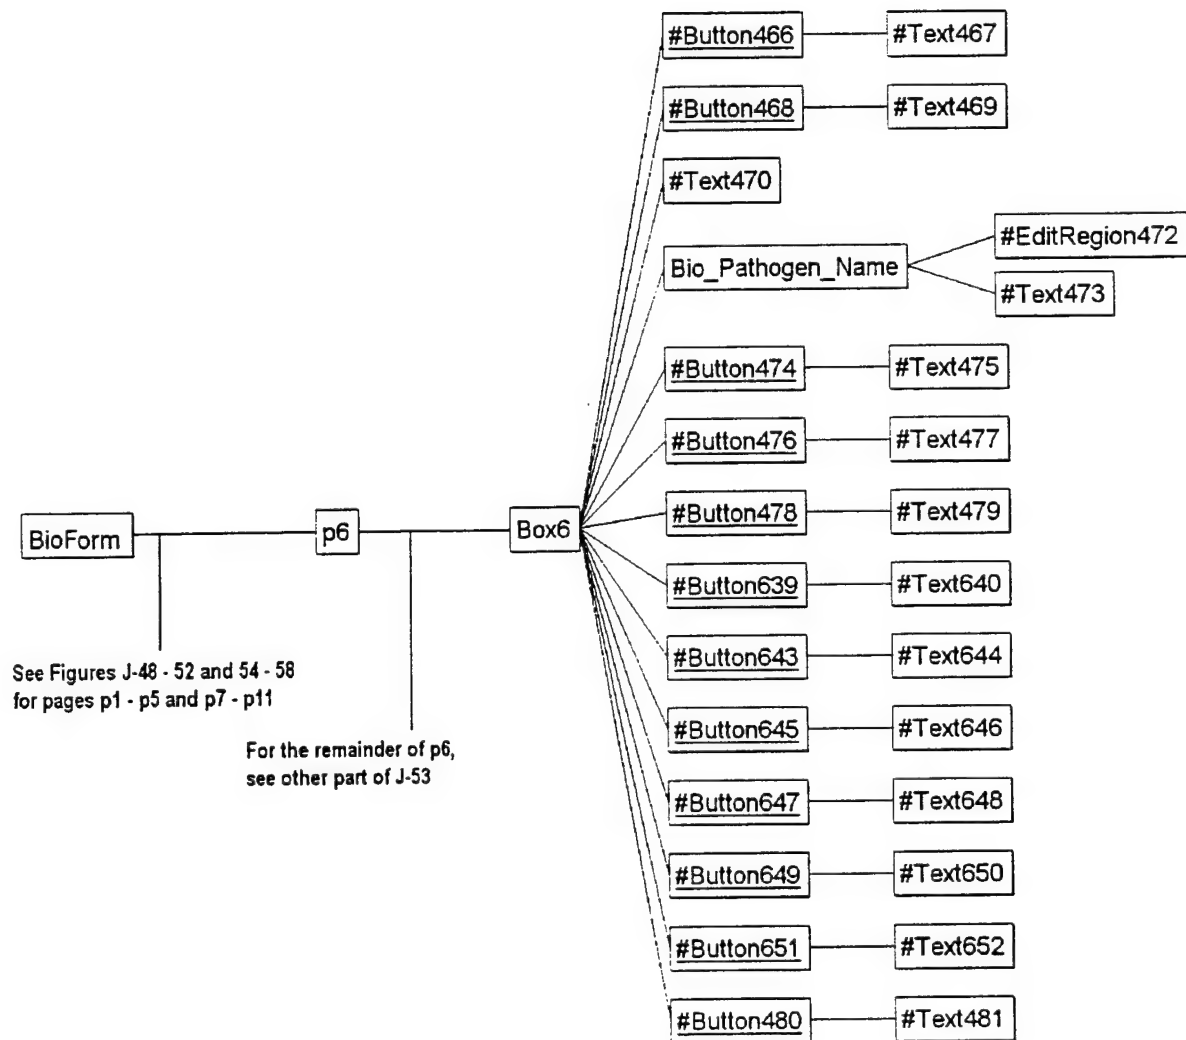 #Button466 #Text467
#Button468 #Text469
#Text470
#EditRegion472
Bio_Pathogen_Name
#Text473
#Button474 #Text475
#Button476 #Text477
#Button478 #Text479
BioForm p6 Box6
#Button639 #Text640
#Button643 #Text644
See Figures J-48 - 52 and 54 - 58
for pages p1 - p5 and p7 - p11
#Button645 #Text646
For the remainder of p6,
see other part of J-53
#Button647 #Text648
#Button649 #Text650
#Button651 #Text652
#Button480 #Text481